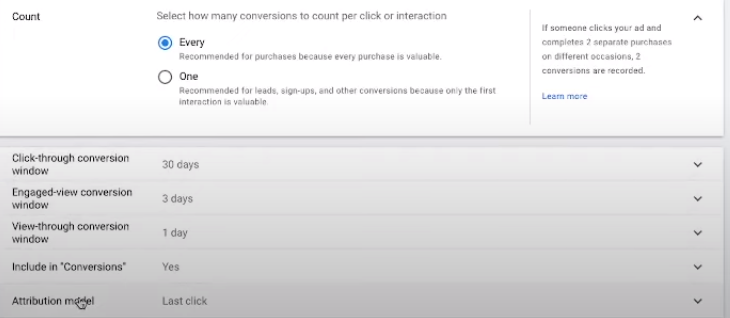 Count
Select how many conversions to count per click or interaction
Every
Recommended for purchases because every purchase is valuable.
One
Recommended for leads, sign-ups, and other conversions because only the first
interaction is valuable.
If someone clicks your ad and
completes 2 separate purchases
on different occasions, 2
conversions are recorded.
Learn more
Click-through conversion
window
30 days
Engaged-view conversion
window
3 days
View-through conversion
window
1 day
Include in "Conversions"
Yes
Attribution model
Last click